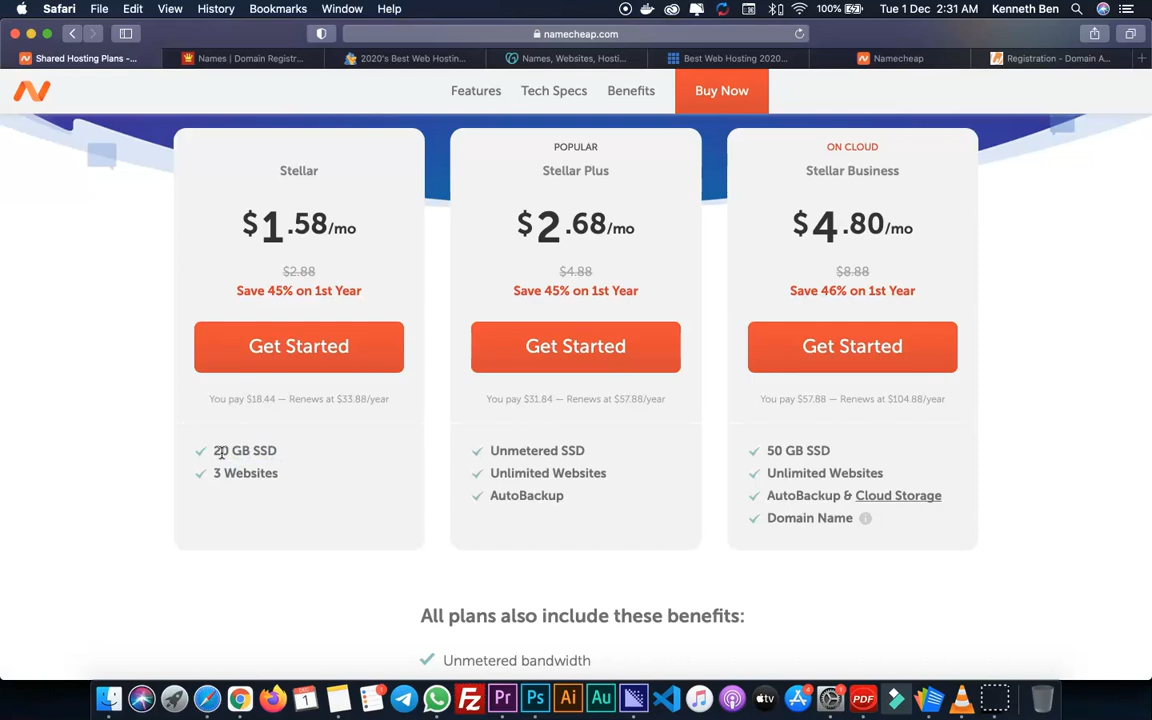 Safari File Edit View History Bookmarks Window Help 100% Tue 1 Dec 2:31 AM Kenneth Ben
namecheap.com
Shared Hosting Plans -... Names | Domain Registr... 2020's Best Web Hostin... Names, Websites, Hosti... Best Web Hosting 2020... Namecheap Registration - Domain A...
Features Tech Specs Benefits Buy Now
Stellar
$1.58/mo
$2.88
Save 45% on 1st Year
Get Started
You pay $18.44 — Renews at $33.88/year
20 GB SSD
3 Websites
POPULAR
Stellar Plus
$2.68/mo
$4.88
Save 45% on 1st Year
Get Started
You pay $31.84 — Renews at $57.88/year
Unmetered SSD
Unlimited Websites
AutoBackup
ON CLOUD
Stellar Business
$4.80/mo
$8.88
Save 46% on 1st Year
Get Started
You pay $57.88 — Renews at $104.88/year
50 GB SSD
Unlimited Websites
AutoBackup & Cloud Storage
Domain Name
All plans also include these benefits:
Unmetered bandwidth
Fz Pr Ps Ai Au tv PDF